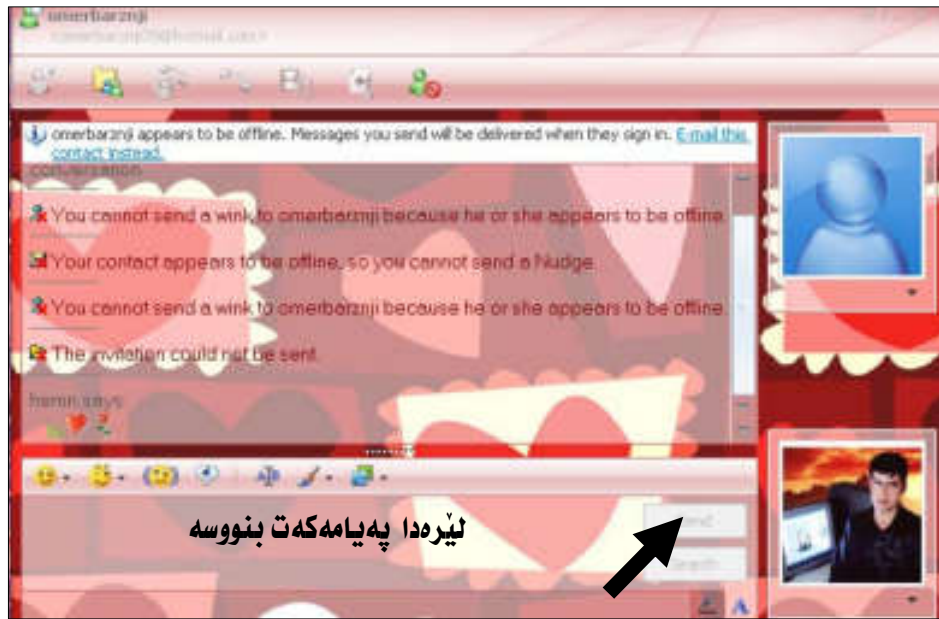 omerbarznji
omerbarznji appears to be offline. Messages you send will be delivered when they sign in. E-mail this
contact instead.
conversation
You cannot send a wink to omerbarznji because he or she appears to be offline.
Your contact appears to be offline, so you cannot send a Nudge.
You cannot send a wink to omerbarznji because he or she appears to be offline.
The invitation could not be sent.
says
لێرەدا پەیامەکەت بنووسە
Send
Search
A